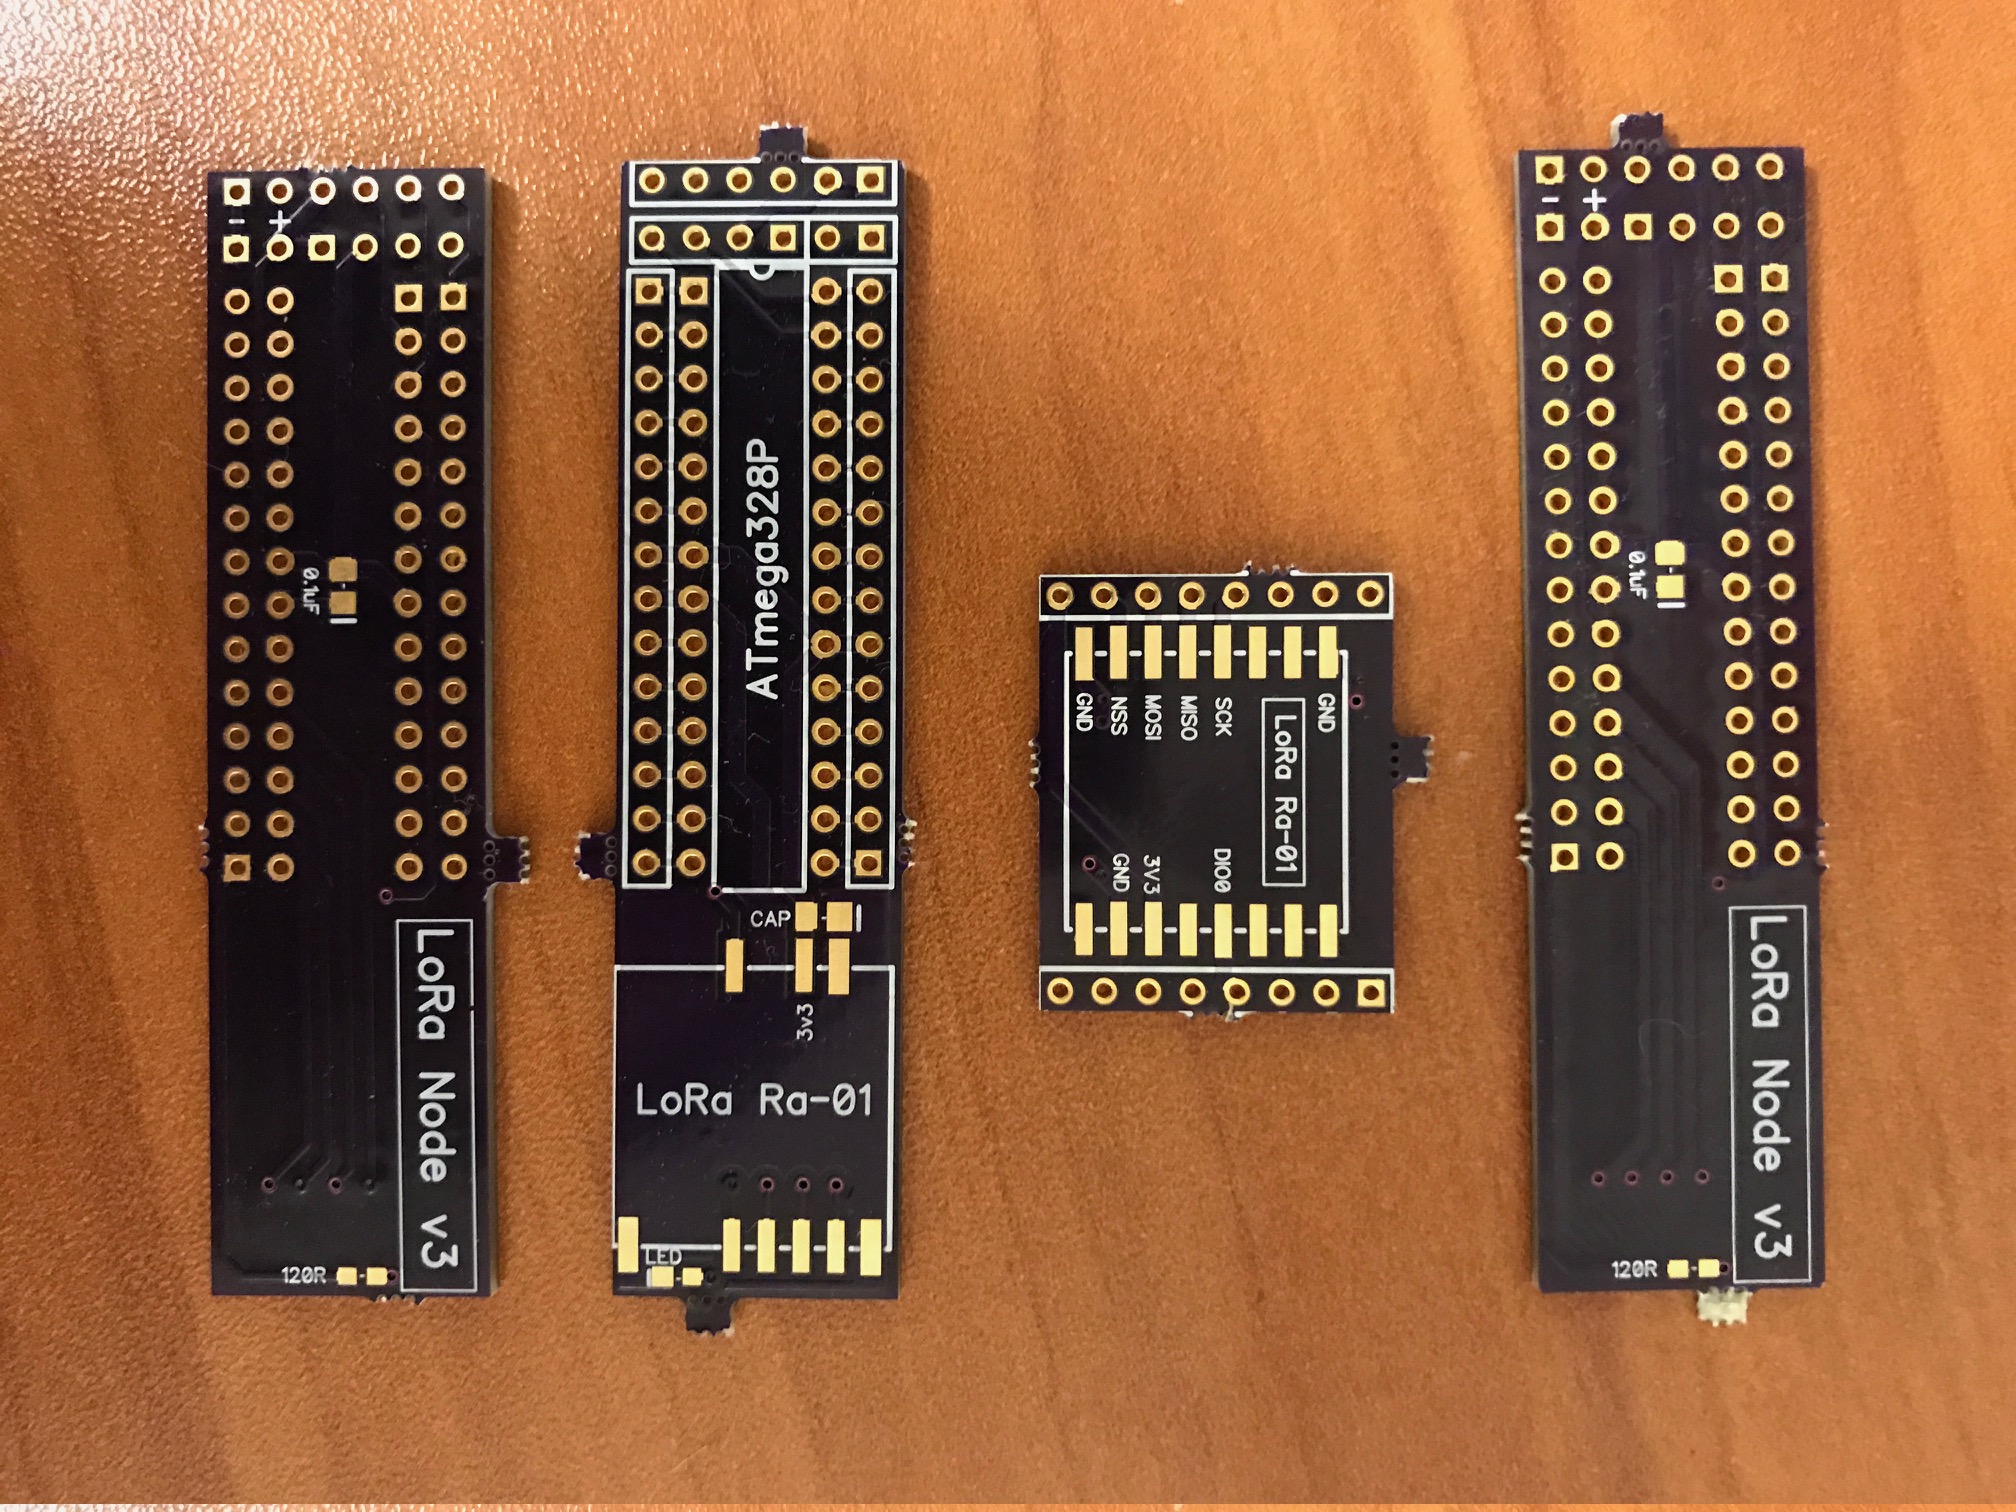 - +
0.1uF
LoRa Node v3
120R
ATmega328P
CAP
3v3
LoRa Ra-01
LED
GND NSS MOSI MISO SCK GND
LoRa Ra-01
GND 3V3 DIO0
- +
0.1uF
LoRa Node v3
120R